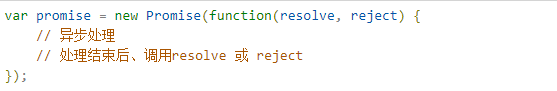 var promise = new Promise(function(resolve, reject) {
    // 异步处理
    // 处理结束后、调用resolve 或 reject
});